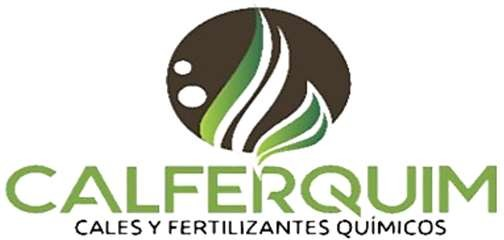 CALFERQUIM
CALES Y FERTILIZANTES QUÍMICOS